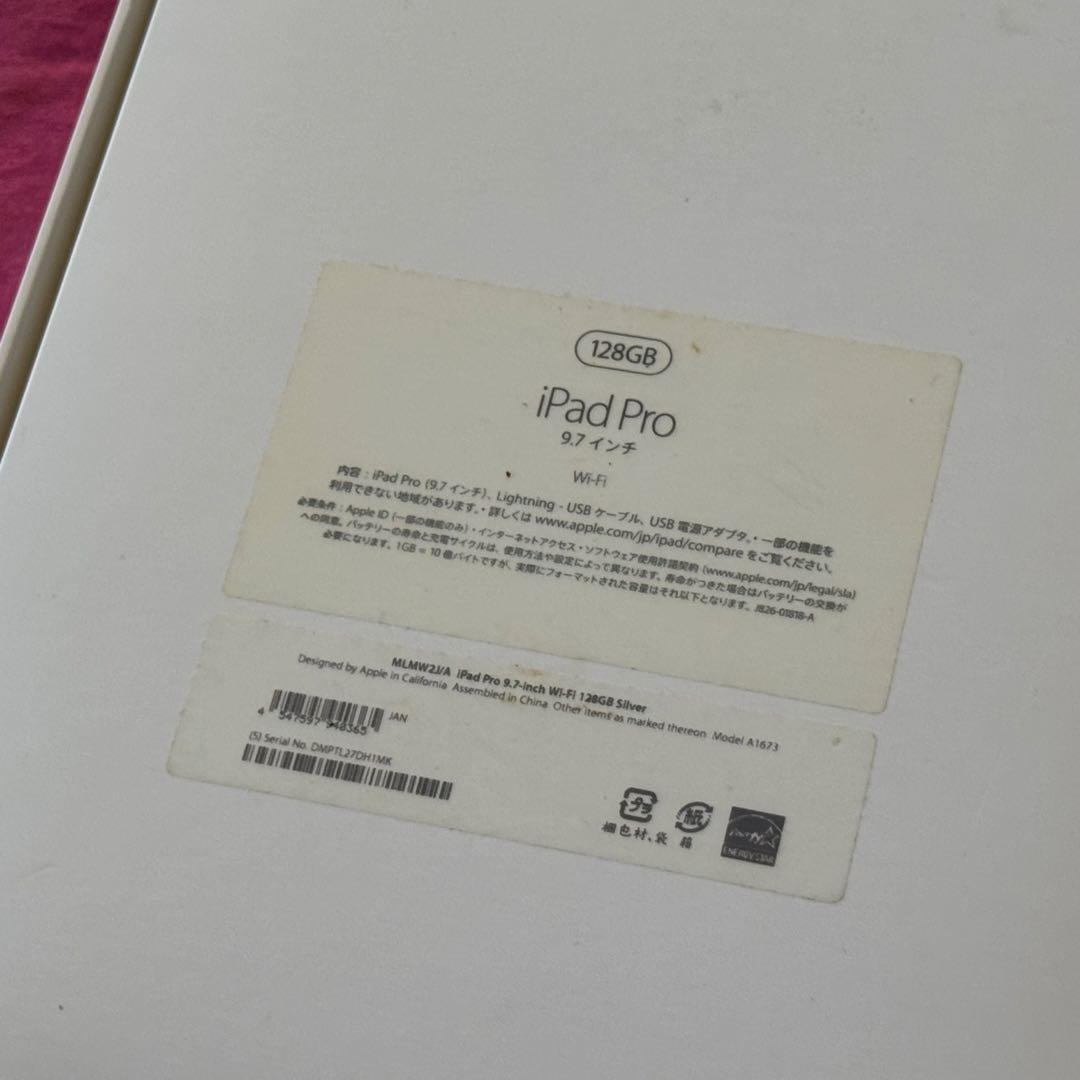 128GB
iPad Pro
9.7 インチ
Wi-Fi
内容：iPad Pro (9.7 インチ)、Lightning - USB ケーブル、USB 電源アダプタ。・一部の機能を
利用できない地域があります。・詳しくは www.apple.com/jp/ipad/compare をご覧ください。
必要条件：Apple ID (一部の機能のみ)・インターネットアクセス・ソフトウェア使用許諾契約 (www.apple.com/jp/legal/sla)
への同意。バッテリーの寿命と充電サイクルは、使用方法や設定によって異なります。寿命がつきた場合はバッテリーの交換が
必要になります。1GB = 10 億バイトですが、実際にフォーマットされた容量はそれ以下となります。J826-01818-A
MLMW2J/A iPad Pro 9.7-inch Wi-Fi 128GB Silver
Designed by Apple in California Assembled in China Other items as marked thereon Model A1673
4 547597 940365 JAN
(S) Serial No. DMPTL27DH1MK
プラ 紙
梱包材、袋 箱
ENERGY STAR